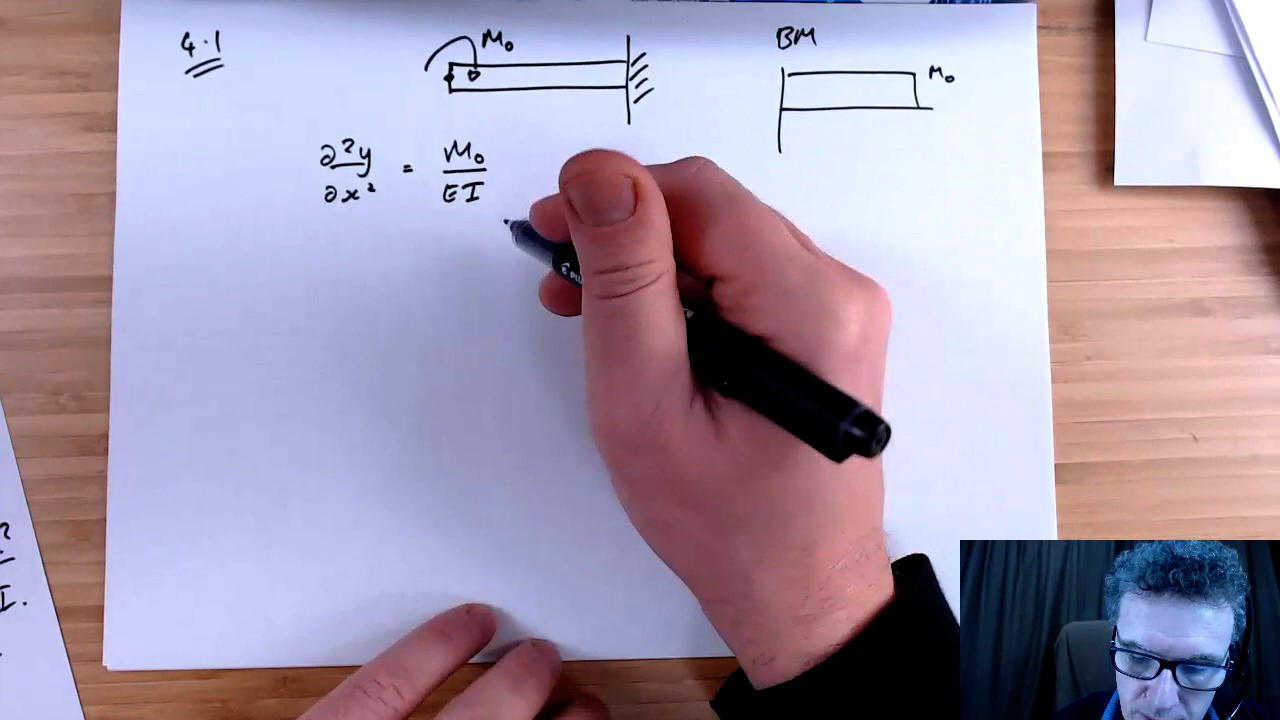 4.1
M₀
BM
M₀
∂²y/∂x² = M₀/EI
I.